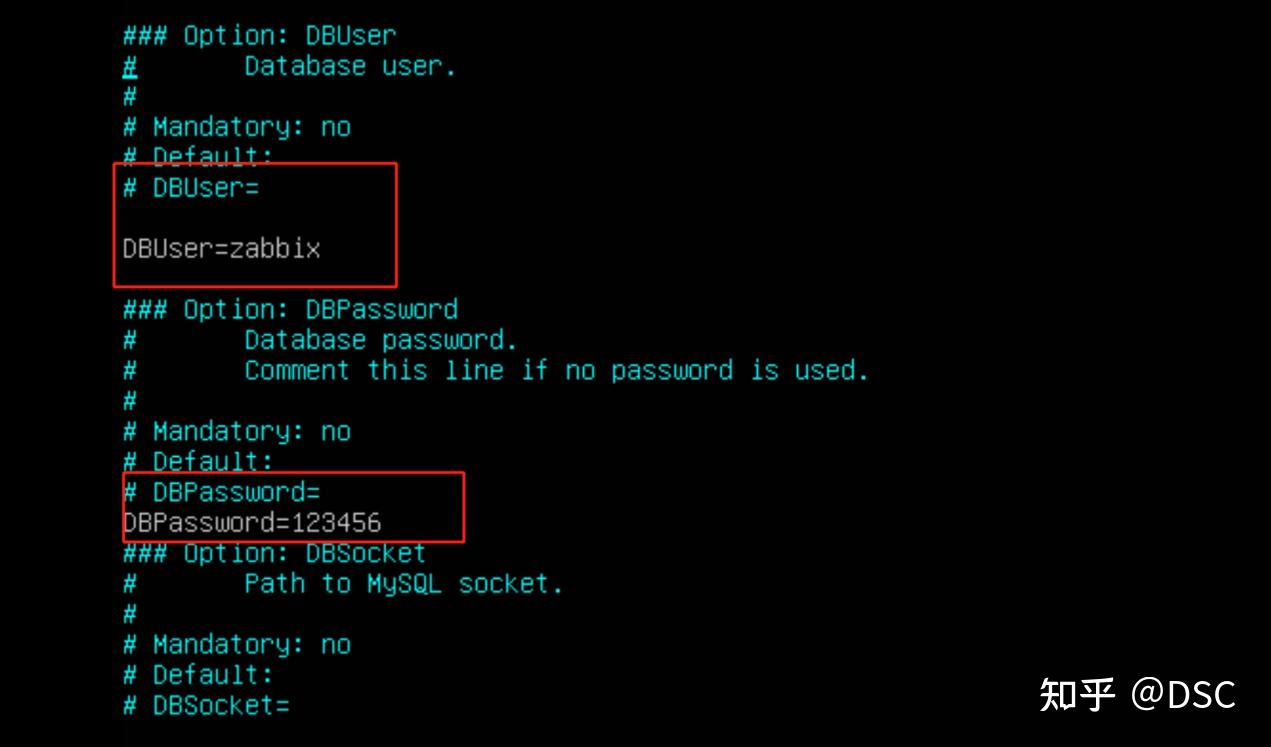 ### Option: DBUser
#       Database user.
#
# Mandatory: no
# Default:
# DBUser=
DBUser=zabbix
### Option: DBPassword
#       Database password.
#       Comment this line if no password is used.
#
# Mandatory: no
# Default:
# DBPassword=
DBPassword=123456
### Option: DBSocket
#       Path to MySQL socket.
#
# Mandatory: no
# Default:
# DBSocket=
知乎 @DSC